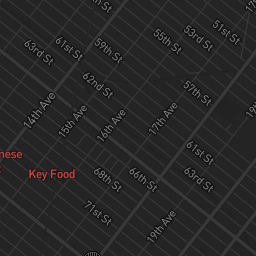 51st St
53rd St
55th St
59th St
61st St
63rd St
62nd St
57th St
14th Ave
15th Ave
16th Ave
17th Ave
61st St
Key Food
68th St
66th St
63rd St
71st St
19th Ave